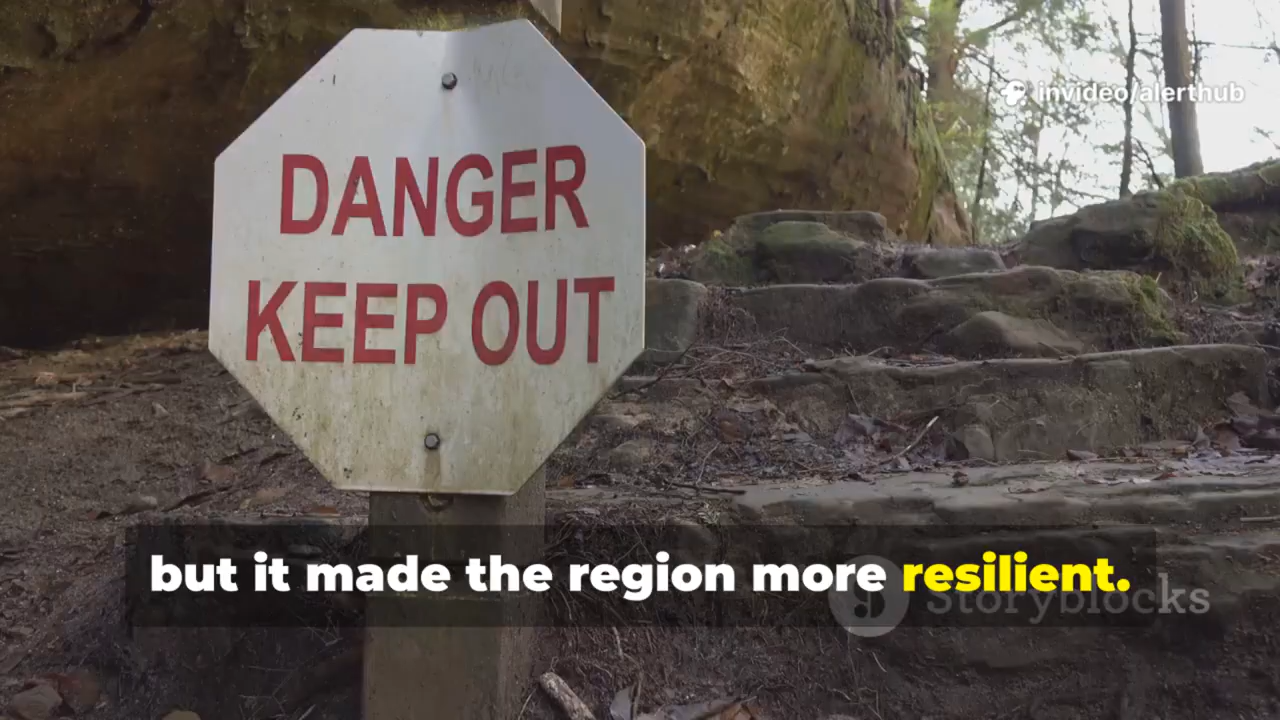 invideo/alerthub
DANGER
KEEP OUT
but it made the region more resilient.
Storyblocks